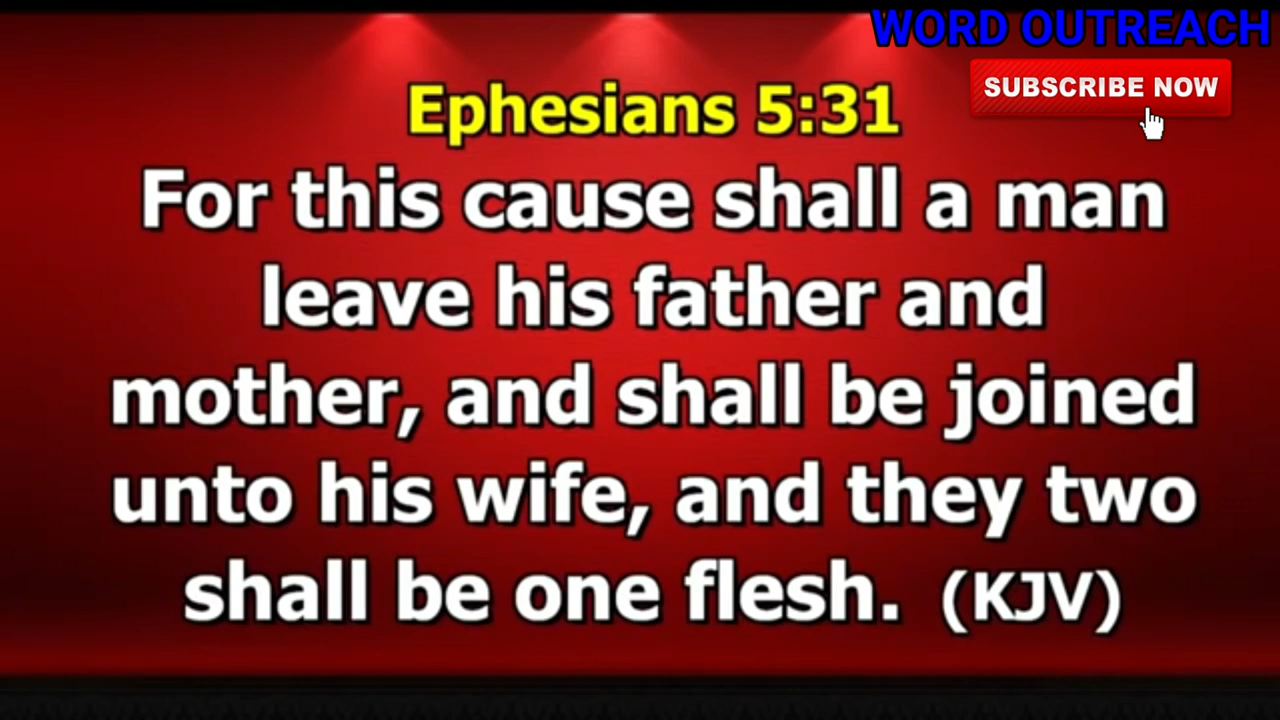 WORD OUTREACH
SUBSCRIBE NOW
Ephesians 5:31
For this cause shall a man
leave his father and
mother, and shall be joined
unto his wife, and they two
shall be one flesh. (KJV)